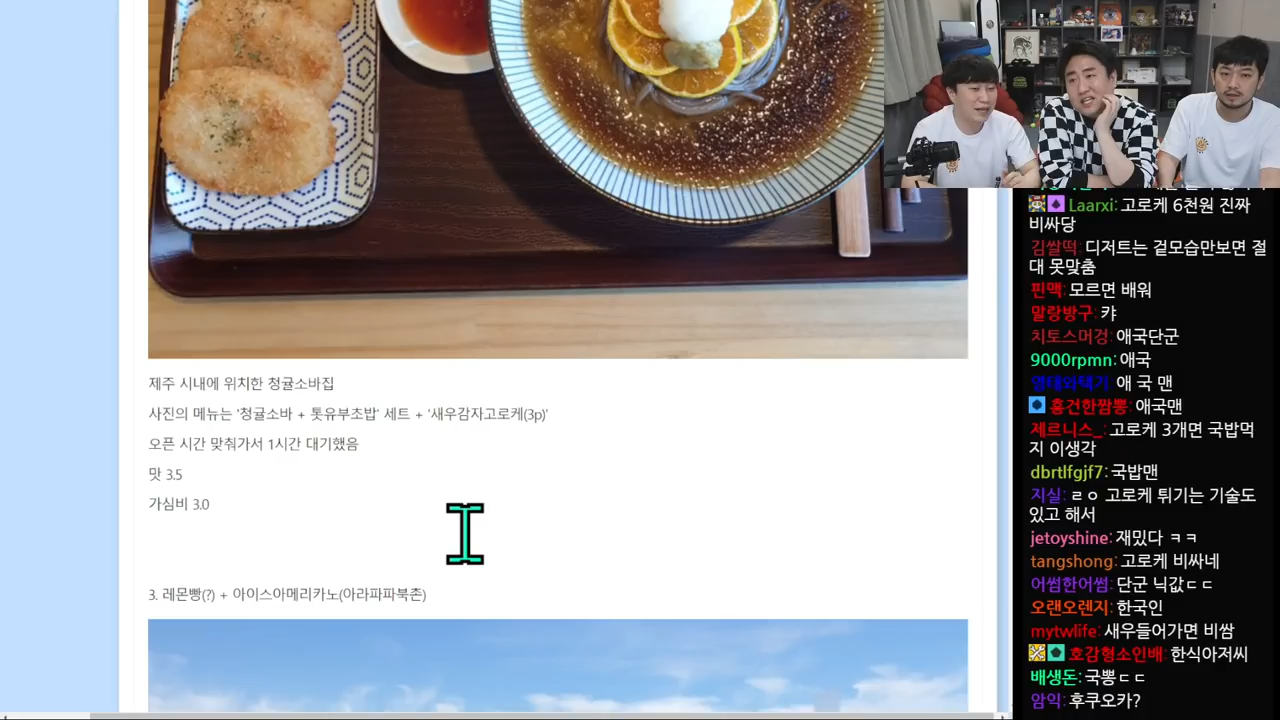 제주 시내에 위치한 청귤소바집
사진의 메뉴는 '청귤소바 + 톳유부초밥' 세트 + '새우감자고로케(3p)'
오픈 시간 맞춰가서 1시간 대기했음
맛 3.5
가심비 3.0
3. 레몬빵(?) + 아이스아메리카노(아라파파북촌)
Laarxi: 고로케 6천원 진짜
비싸당
김쌀떡: 디저트는 겉모습만보면 절
대 못맞춤
핀맥: 모르면 배워
말랑방구: 캬
치토스머겅: 애국단군
9000rpmn: 애국
영태와택기: 애 국 맨
홍건한짬뽕: 애국맨
제르니스_: 고로케 3개면 국밥먹
지 이생각
dbrtlfgjf7: 국밥맨
지실: ㄹㅇ 고로케 튀기는 기술도
있고 해서
jetoyshine: 재밌다 ㅋㅋ
tangshong: 고로케 비싸네
어썸한어썸: 단군 닉값ㄷㄷ
오랜오렌지: 한국인
mytwlife: 새우들어가면 비쌈
호감형소인배: 한식아저씨
배생돈: 국뽕ㄷㄷ
암익: 후쿠오카?